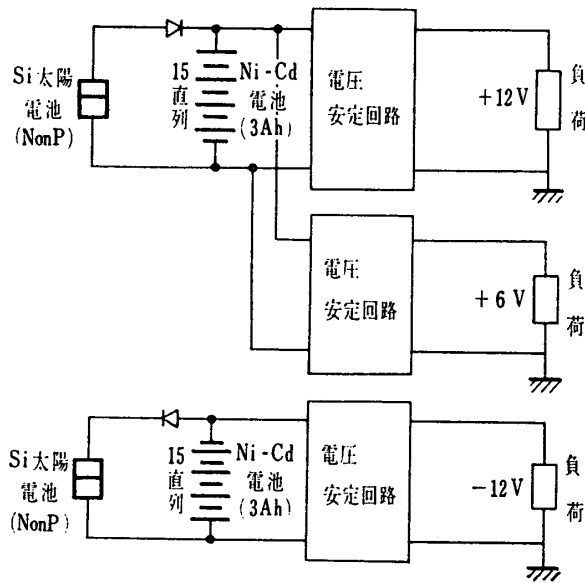 Si太陽
電池
(NonP)
15
直列
Ni-Cd
電池
(3Ah)
電圧
安定回路
+12V
負
荷
電圧
安定回路
+6V
負
荷
Si太陽
電池
(NonP)
15
直列
Ni-Cd
電池
(3Ah)
電圧
安定回路
-12V
負
荷